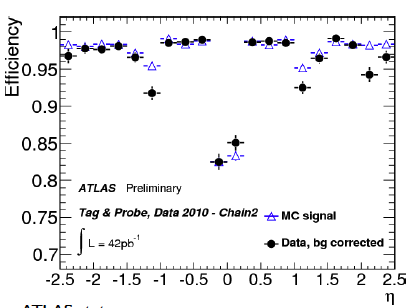 Efficiency
1
0.95
0.9
0.85
0.8
0.75
0.7
ATLAS Preliminary
Tag & Probe, Data 2010 - Chain2
MC signal
∫ L = 42pb⁻¹
Data, bg corrected
-2.5 -2 -1.5 -1 -0.5 0 0.5 1 1.5 2 2.5
η